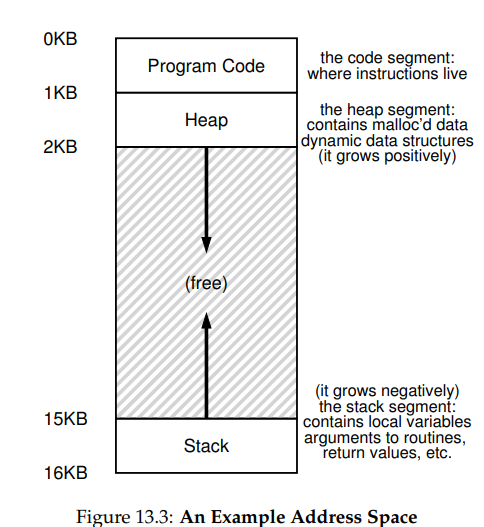 0KB
Program Code
the code segment:
where instructions live
1KB
Heap
the heap segment:
contains malloc'd data
dynamic data structures
(it grows positively)
2KB
(free)
(it grows negatively)
the stack segment:
contains local variables
arguments to routines,
return values, etc.
15KB
Stack
16KB
Figure 13.3: An Example Address Space